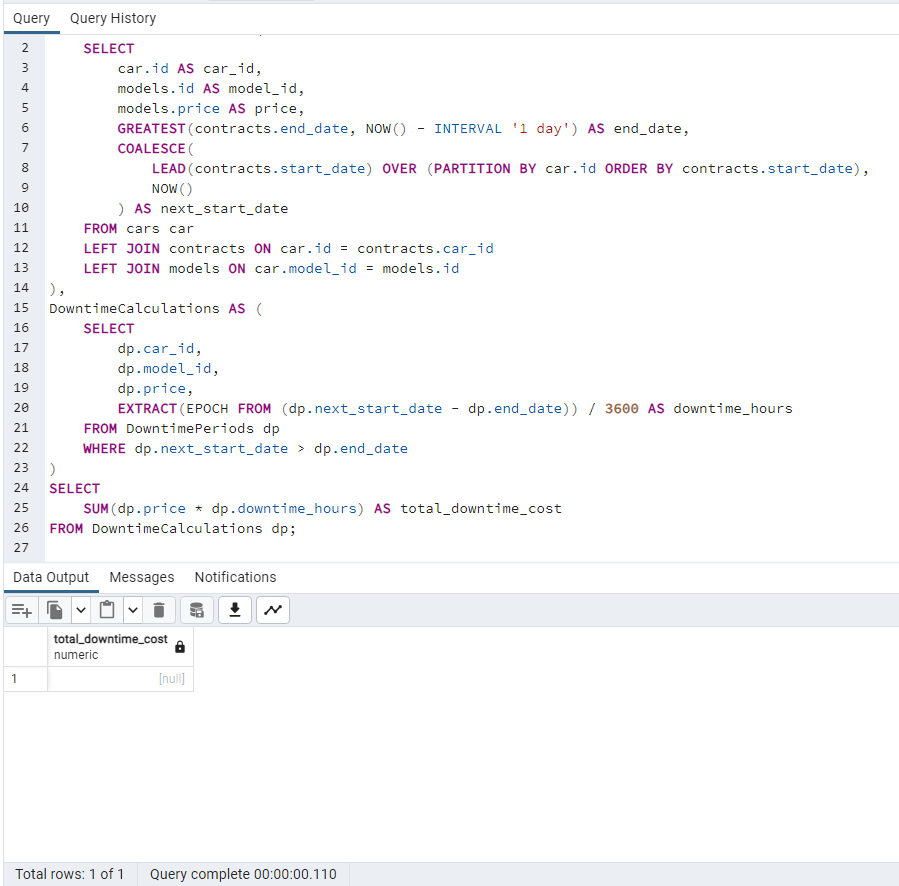 Query Query History
2 SELECT
3 car.id AS car_id,
4 models.id AS model_id,
5 models.price AS price,
6 GREATEST(contracts.end_date, NOW() - INTERVAL '1 day') AS end_date,
7 COALESCE(
8 LEAD(contracts.start_date) OVER (PARTITION BY car.id ORDER BY contracts.start_date),
9 NOW()
10 ) AS next_start_date
11 FROM cars car
12 LEFT JOIN contracts ON car.id = contracts.car_id
13 LEFT JOIN models ON car.model_id = models.id
14 ),
15 DowntimeCalculations AS (
16 SELECT
17 dp.car_id,
18 dp.model_id,
19 dp.price,
20 EXTRACT(EPOCH FROM (dp.next_start_date - dp.end_date)) / 3600 AS downtime_hours
21 FROM DowntimePeriods dp
22 WHERE dp.next_start_date > dp.end_date
23 )
24 SELECT
25 SUM(dp.price * dp.downtime_hours) AS total_downtime_cost
26 FROM DowntimeCalculations dp;
27
Data Output Messages Notifications
total_downtime_cost
numeric
1 [null]
Total rows: 1 of 1 Query complete 00:00:00.110